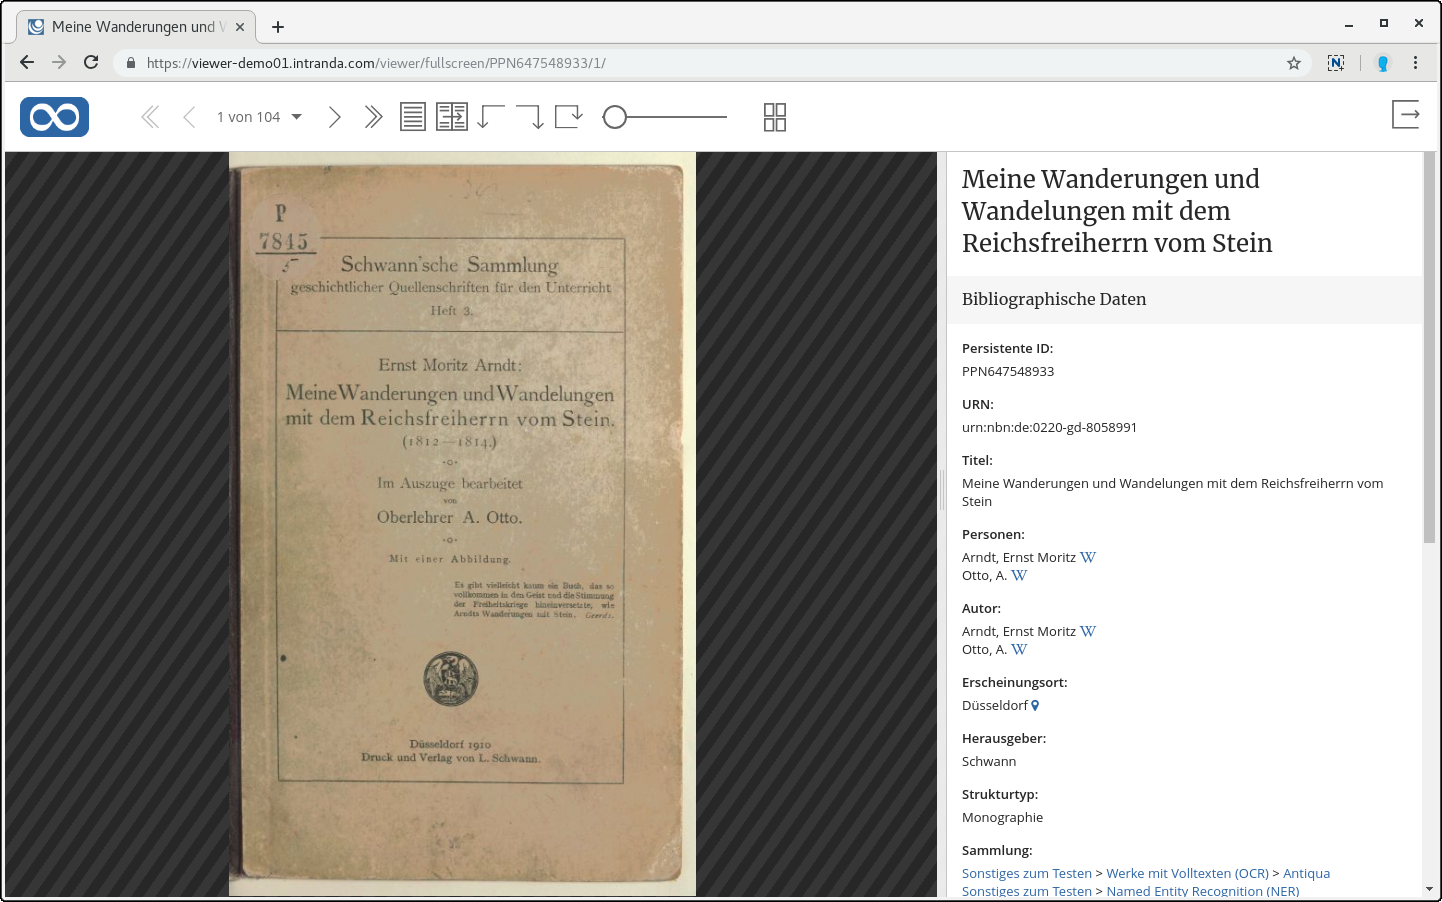 Meine Wanderungen und W
https://viewer-demo01.intranda.com/viewer/fullscreen/PPN647548933/1/
1 von 104
P
7845
5
Schwann'sche Sammlung
geschichtlicher Quellenschriften für den Unterricht
Heft 3.
Ernst Moritz Arndt:
Meine Wanderungen und Wandelungen
mit dem Reichsfreiherrn vom Stein.
(1812—1814.)
Im Auszuge bearbeitet
von
Oberlehrer A. Otto.
Mit einer Abbildung.
Es gibt vielleicht kaum ein Buch, das so
vollkommen in den Geist und die Stimmung
der Freiheitskriege hineinversetzte, wie
Arndts Wanderungen mit Stein. Geerds.
Düsseldorf 1910
Druck und Verlag von L. Schwann.
Meine Wanderungen und
Wandelungen mit dem
Reichsfreiherrn vom Stein
Bibliographische Daten
Persistente ID:
PPN647548933
URN:
urn:nbn:de:0220-gd-8058991
Titel:
Meine Wanderungen und Wandelungen mit dem Reichsfreiherrn vom
Stein
Personen:
Arndt, Ernst Moritz W
Otto, A. W
Autor:
Arndt, Ernst Moritz W
Otto, A. W
Erscheinungsort:
Düsseldorf
Herausgeber:
Schwann
Strukturtyp:
Monographie
Sammlung:
Sonstiges zum Testen > Werke mit Volltexten (OCR) > Antiqua
Sonstiges zum Testen > Named Entity Recognition (NER)